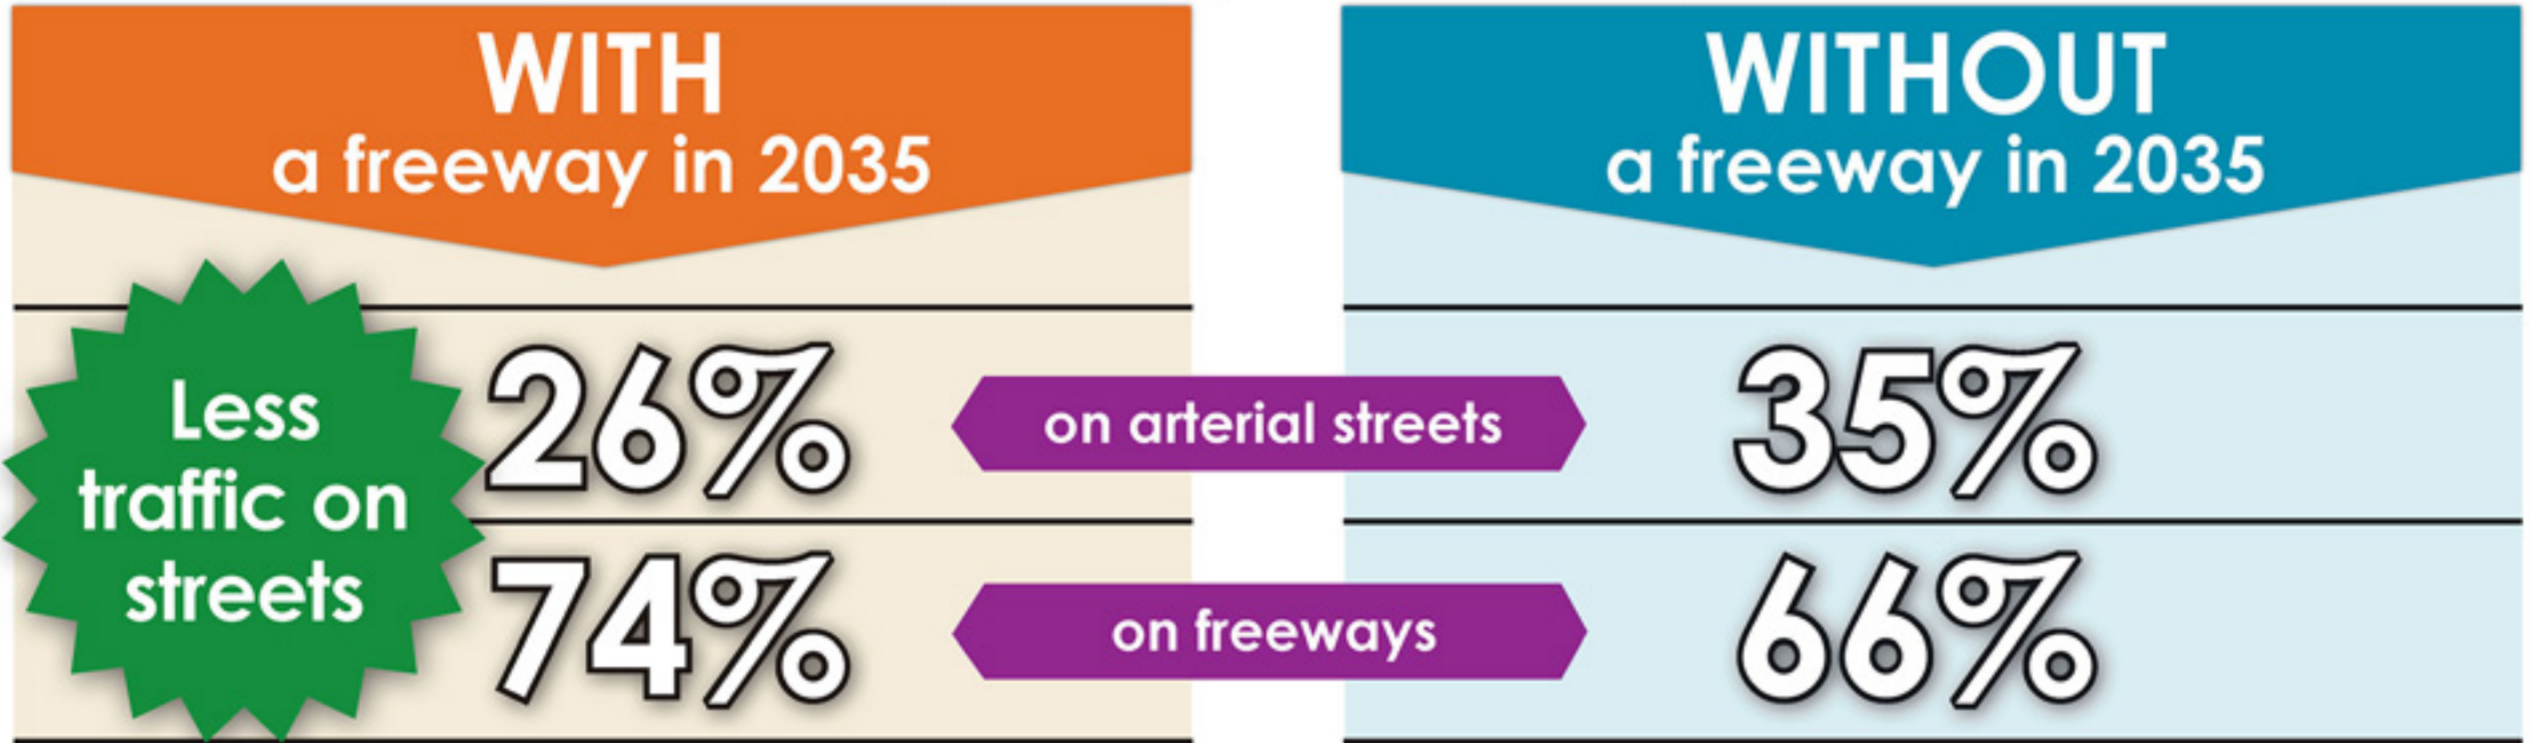 WITH
a freeway in 2035
WITHOUT
a freeway in 2035
Less
traffic on
streets
26%
on arterial streets
35%
74%
on freeways
66%